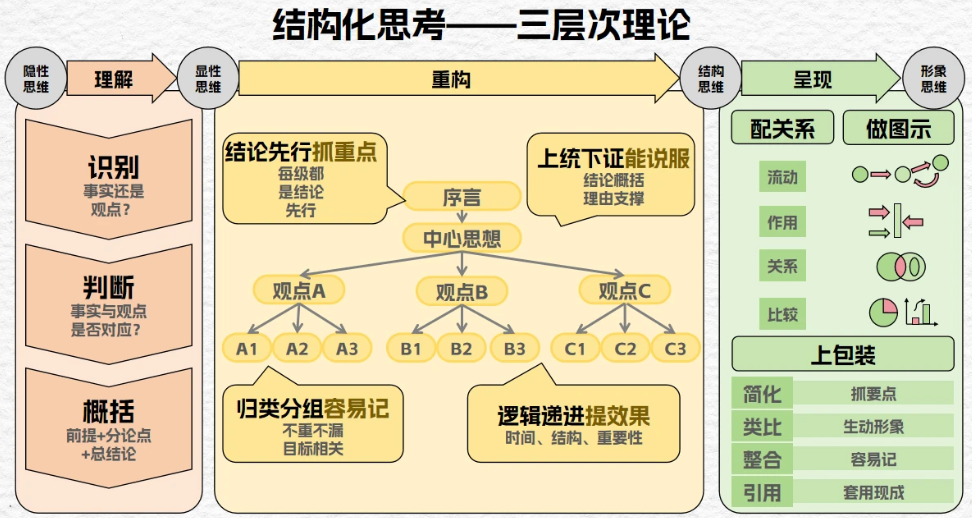 结构化思考——三层次理论
隐性
思维
理解
显性
思维
重构
结构
思维
呈现
形象
思维
识别
事实还是
观点？
判断
事实与观点
是否对应？
概括
前提+分论点
+总结论
结论先行抓重点
每级都
是结论
先行
上统下证能说服
结论概括
理由支撑
序言
中心思想
观点A
观点B
观点C
A1
A2
A3
B1
B2
B3
C1
C2
C3
归类分组容易记
不重不漏
目标相关
逻辑递进提效果
时间、结构、重要性
配关系
做图示
流动
作用
关系
比较
上包装
简化
抓要点
类比
生动形象
整合
容易记
引用
套用现成